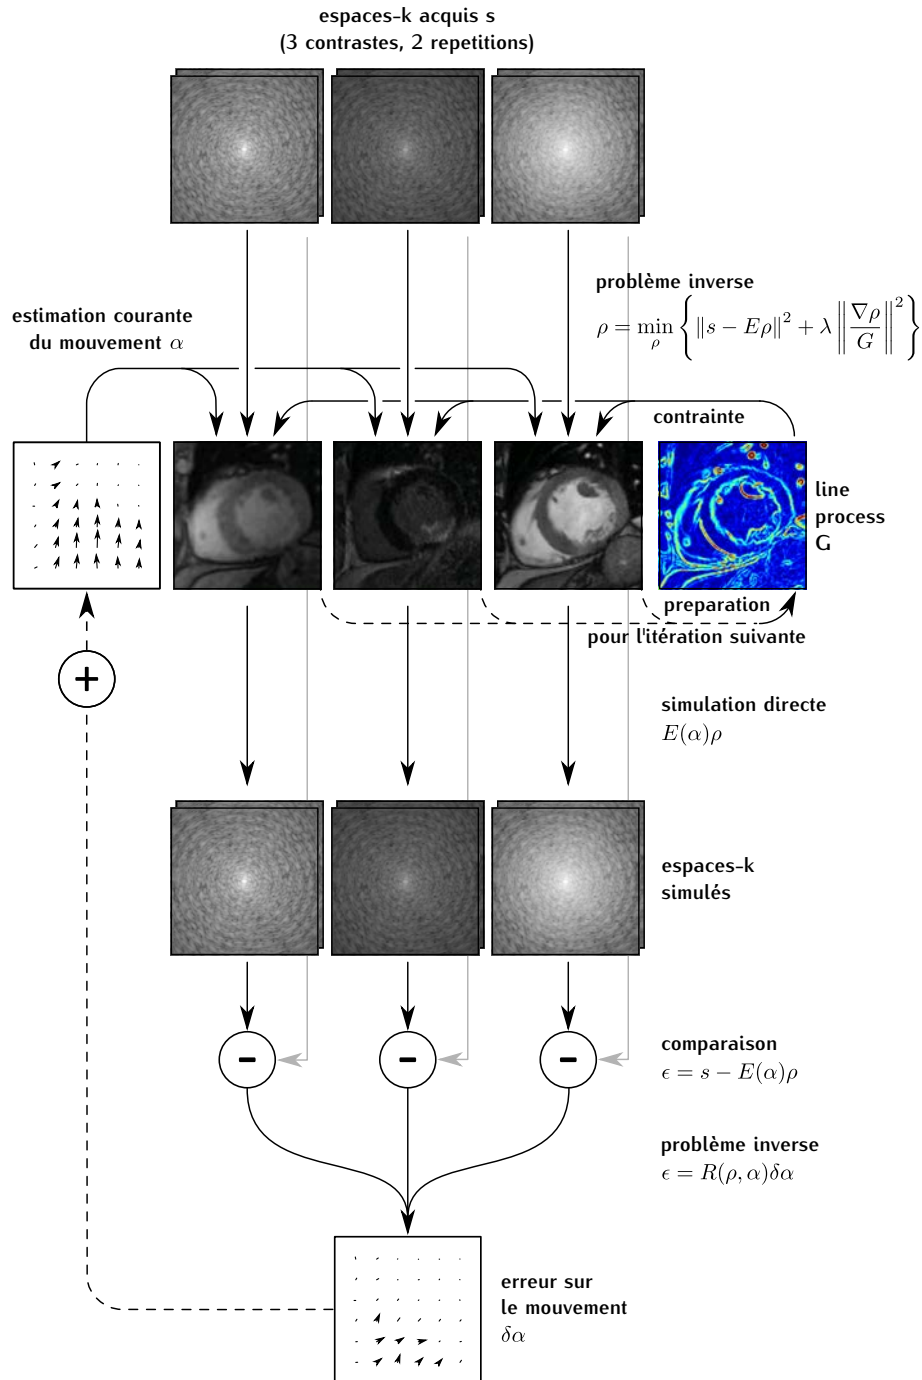 espaces-k acquis s
(3 contrastes, 2 repetitions)
problème inverse
ρ = min_ρ { ‖s − Eρ‖² + λ ‖∇ρ/G‖² }
estimation courante
du mouvement α
contrainte
line
process
G
preparation
pour l'itération suivante
+
simulation directe
E(α)ρ
espaces-k
simulés
-
-
-
comparaison
ϵ = s − E(α)ρ
problème inverse
ϵ = R(ρ, α)δα
erreur sur
le mouvement
δα